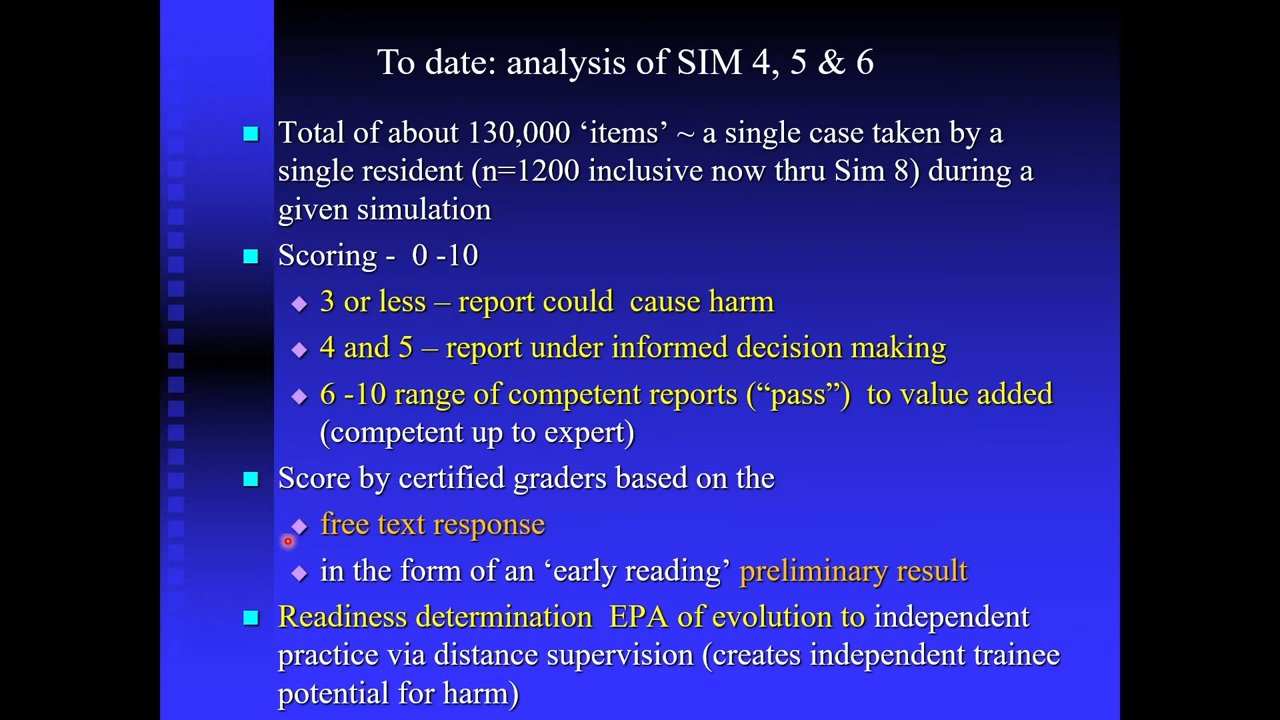 To date: analysis of SIM 4, 5 & 6
Total of about 130,000 ‘items’ ~ a single case taken by a
single resident (n=1200 inclusive now thru Sim 8) during a
given simulation
Scoring - 0 -10
3 or less – report could cause harm
4 and 5 – report under informed decision making
6 -10 range of competent reports (“pass”) to value added
(competent up to expert)
Score by certified graders based on the
free text response
in the form of an ‘early reading’ preliminary result
Readiness determination EPA of evolution to independent
practice via distance supervision (creates independent trainee
potential for harm)